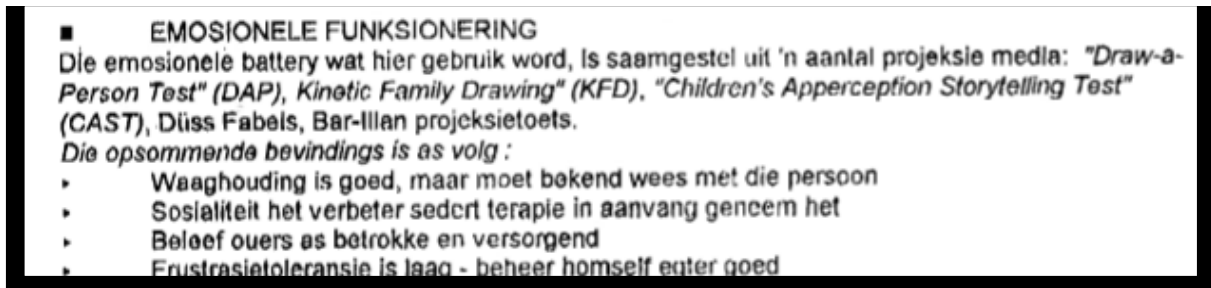 ■ EMOSIONELE FUNKSIONERING
Die emosionele battery wat hier gebruik word, is saamgestel uit 'n aantal projeksie media: "Draw-a-
Person Test" (DAP), Kinetic Family Drawing" (KFD), "Children's Apperception Storytelling Test"
(CAST), Düss Fabels, Bar-Illan projeksietoets.
Die opsommende bevindings is as volg :
▸ Waaghouding is goed, maar moet bekend wees met die persoon
▸ Sosialiteit het verbeter sedert terapie in aanvang geneem het
▸ Beleef ouers as betrokke en versorgend
▸ Frustrasietoleransie is laag - beheer homself egter goed